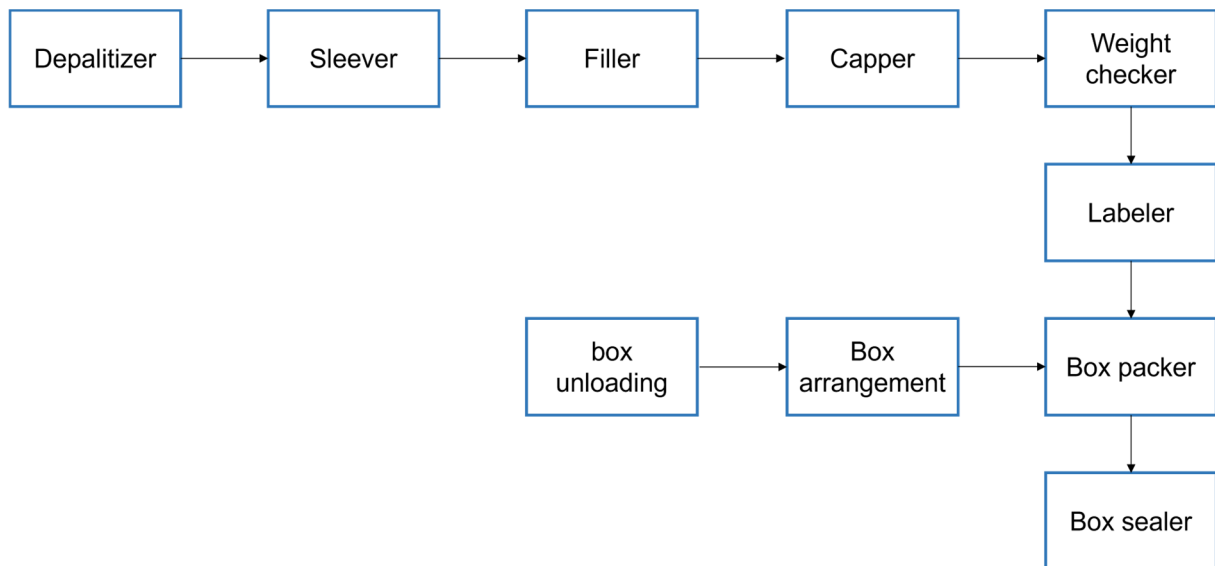 Depalitizer
Sleever
Filler
Capper
Weight
checker
Labeler
box
unloading
Box
arrangement
Box packer
Box sealer